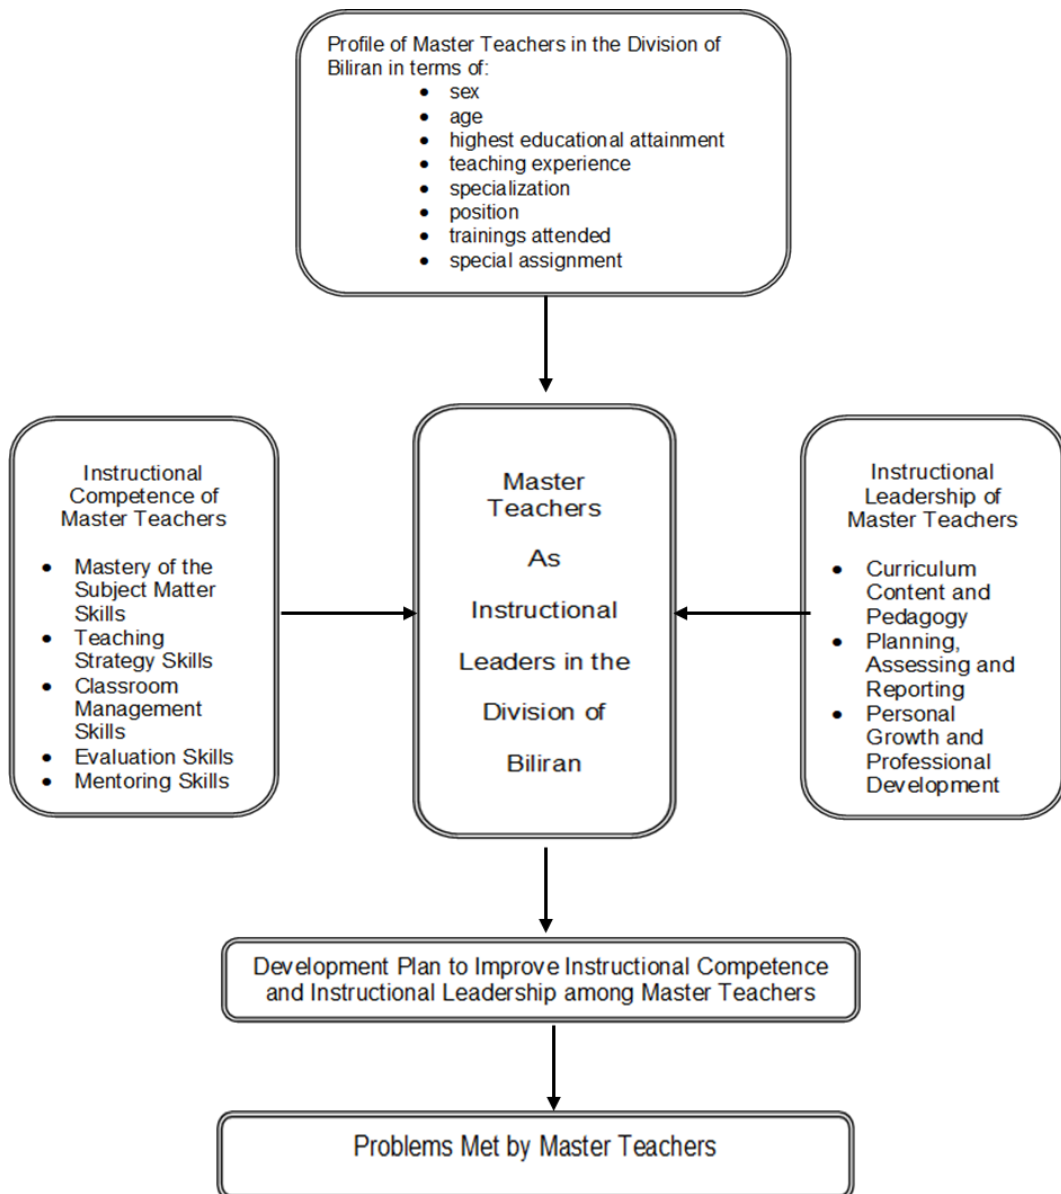 Profile of Master Teachers in the Division of
Biliran in terms of:
• sex
• age
• highest educational attainment
• teaching experience
• specialization
• position
• trainings attended
• special assignment
Instructional
Competence of
Master Teachers
• Mastery of the
Subject Matter
Skills
• Teaching
Strategy Skills
• Classroom
Management
Skills
• Evaluation Skills
• Mentoring Skills
Master
Teachers
As
Instructional
Leaders in the
Division of
Biliran
Instructional
Leadership of
Master Teachers
• Curriculum
Content and
Pedagogy
• Planning,
Assessing and
Reporting
• Personal
Growth and
Professional
Development
Development Plan to Improve Instructional Competence
and Instructional Leadership among Master Teachers
Problems Met by Master Teachers